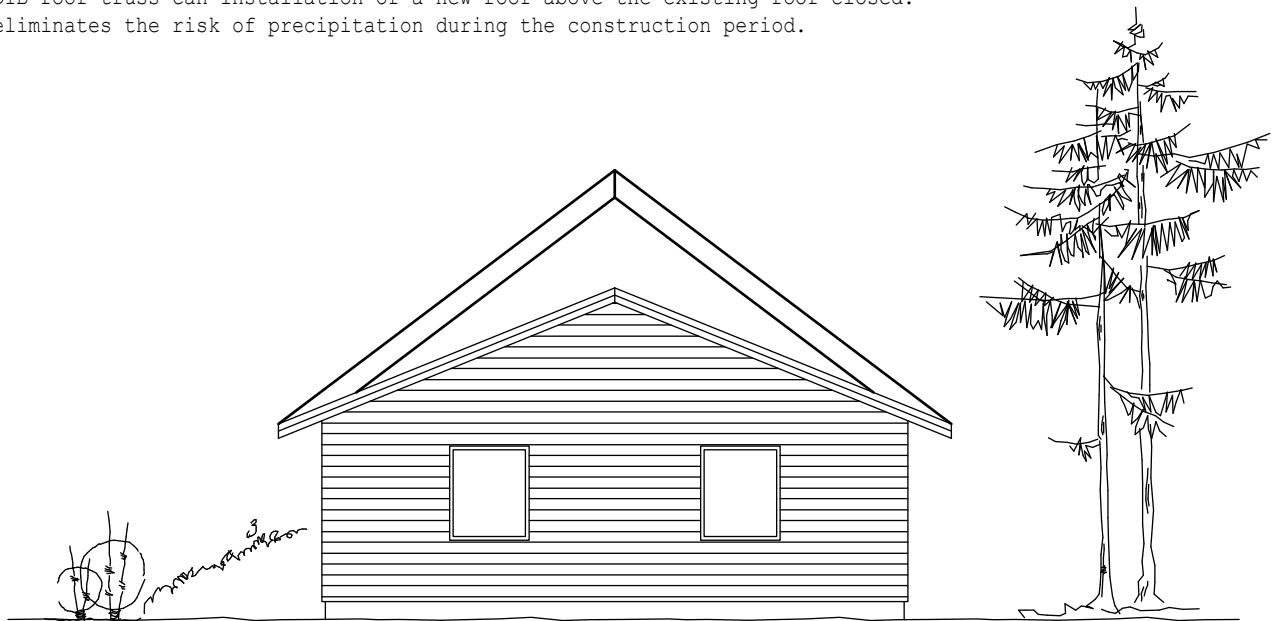 roof truss can installation of a new roof above the existing roof closed.
eliminates the risk of precipitation during the construction period.